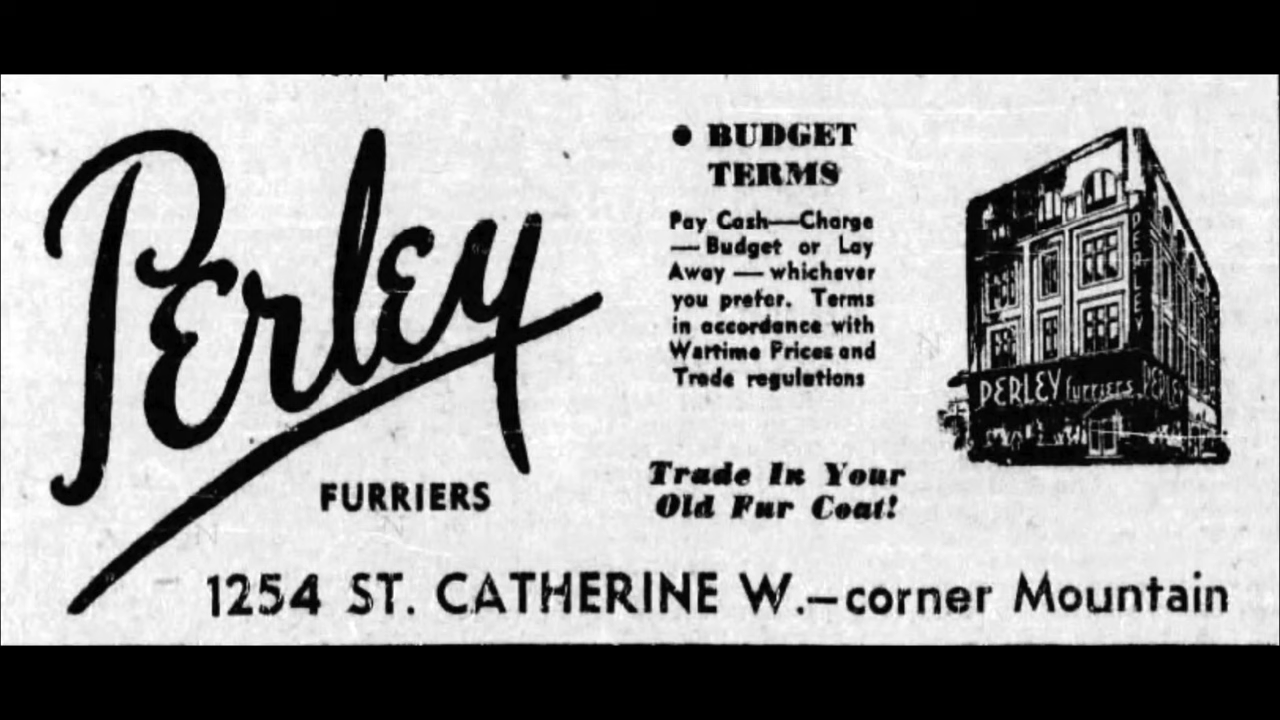 Perley
FURRIERS
• BUDGET
TERMS
Pay Cash—Charge
— Budget or Lay
Away — whichever
you prefer. Terms
in accordance with
Wartime Prices and
Trade regulations
Trade In Your
Old Fur Coat!
PERLEY
PERLEY furriers PERLEY
1254 ST. CATHERINE W.—corner Mountain